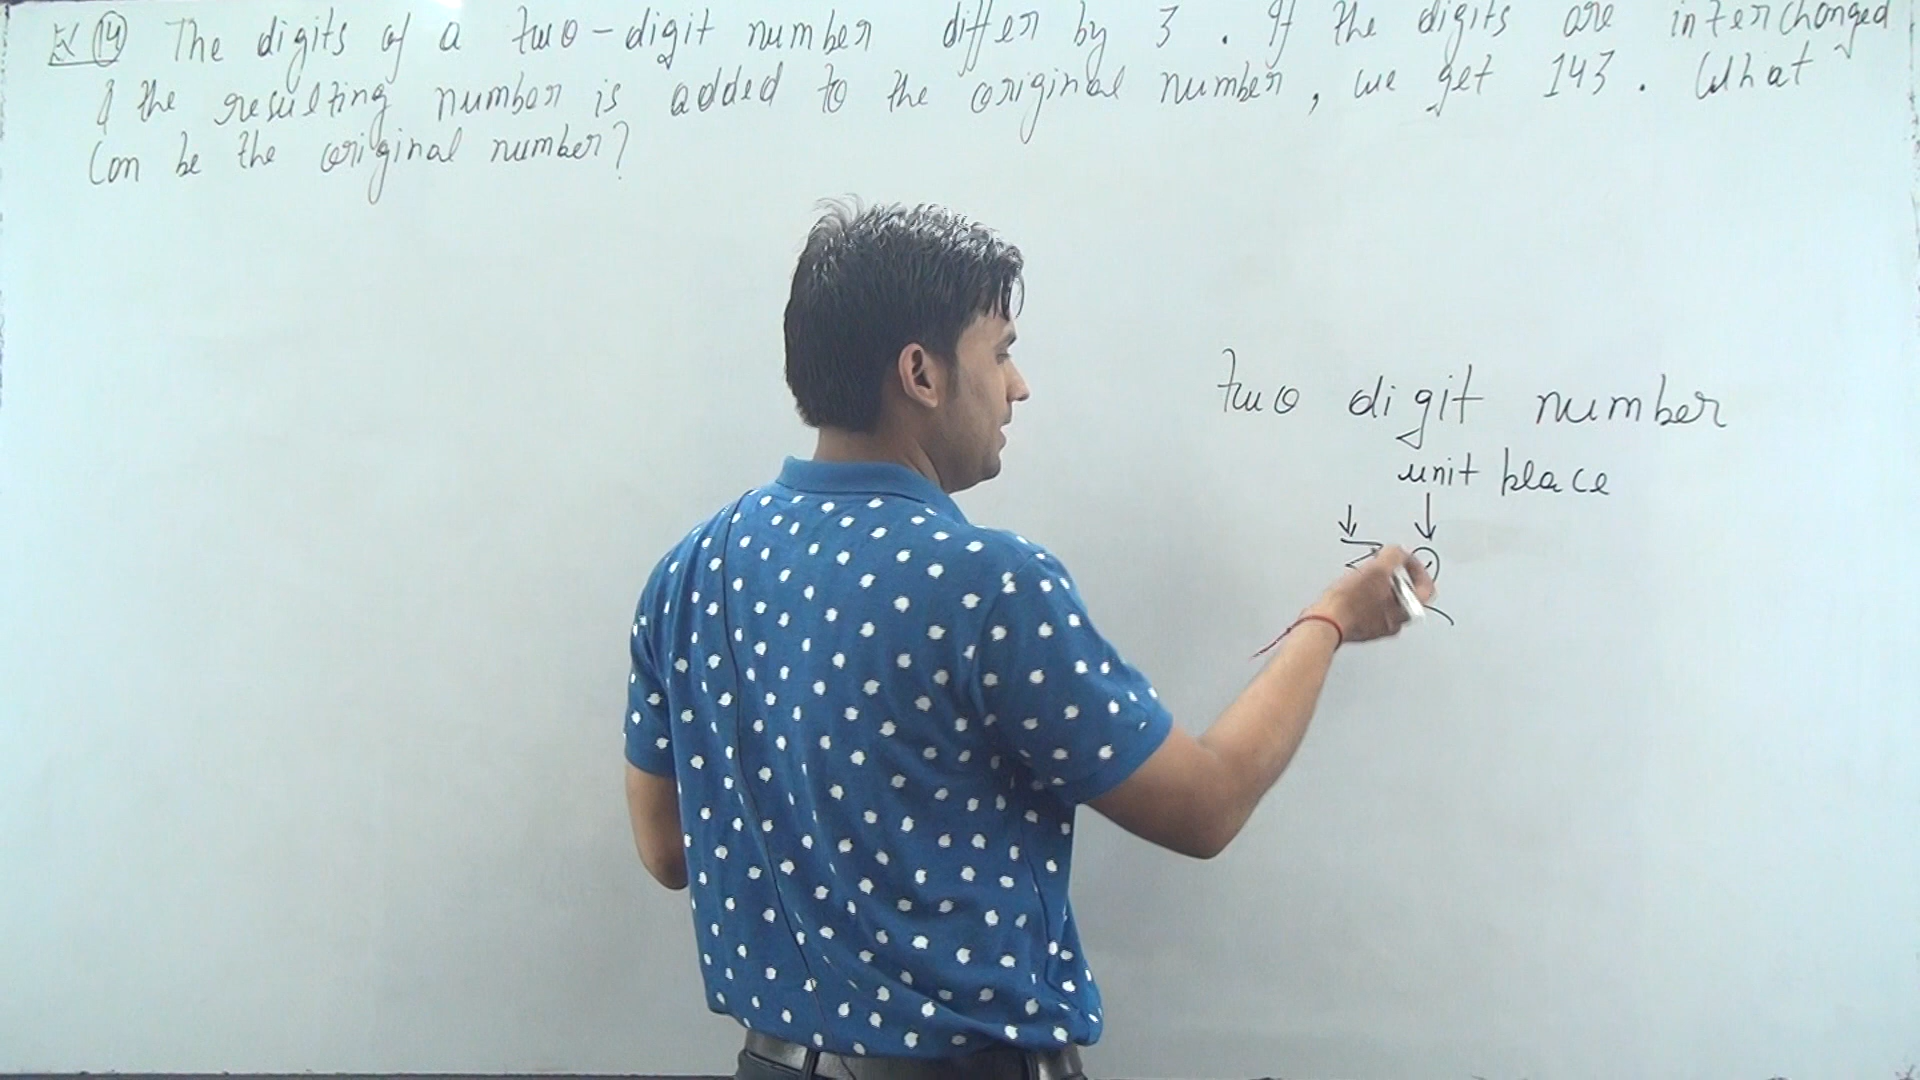 Ex 14 The digits of a two-digit number differ by 3. If the digits are interchanged
& the resulting number is added to the original number, we get 143. What
Can be the original number?
two digit number
unit place